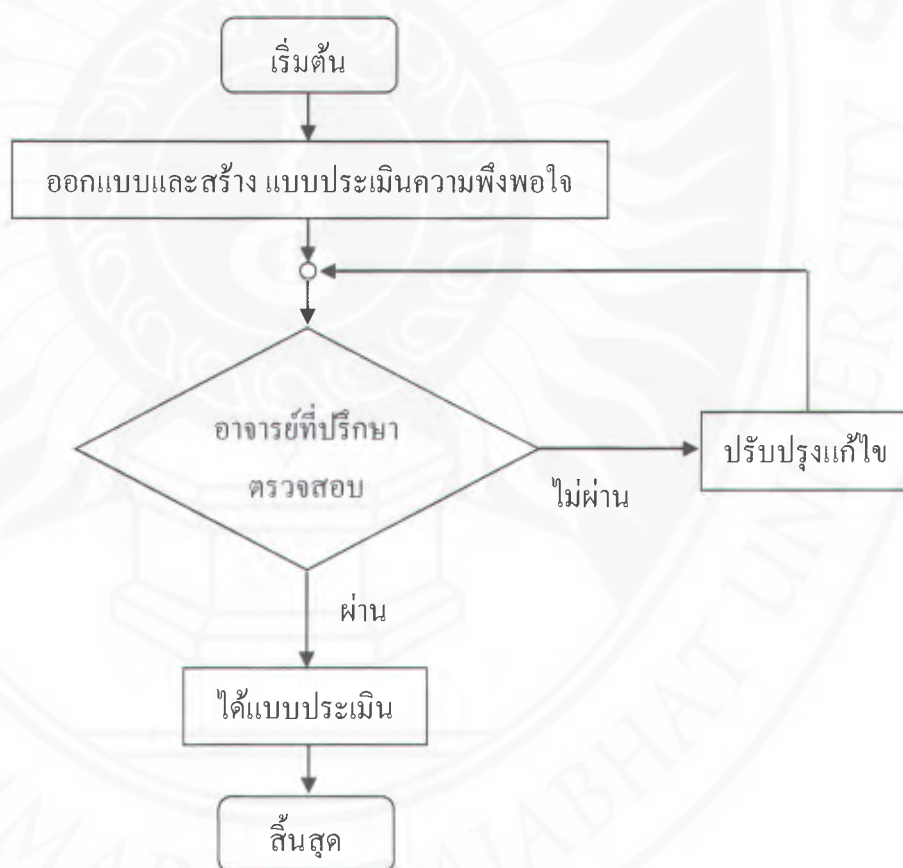 เริ่มต้น
ออกแบบและสร้าง แบบประเมินความพึงพอใจ
อาจารย์ที่ปรึกษา
ตรวจสอบ
ไม่ผ่าน
ปรับปรุงแก้ไข
ผ่าน
ได้แบบประเมิน
สิ้นสุด